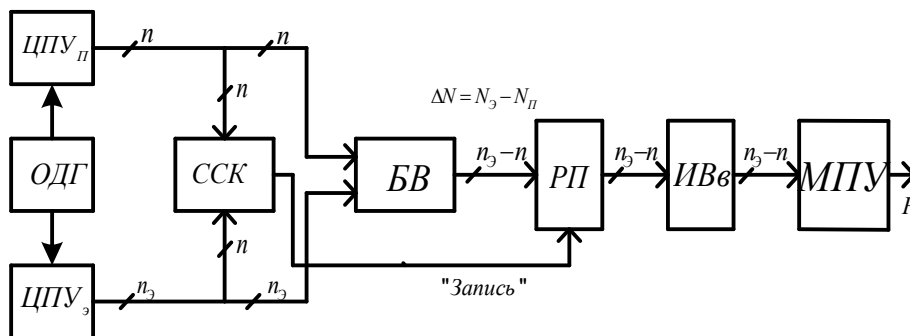 ЦПУП
n
n
n
ΔN = NЭ − NП
ОДГ
ССК
БВ
nЭ−n
РП
nЭ−n
ИВв
nЭ−n
МПУ
n
ЦПУэ
nЭ
nЭ
"Запись"